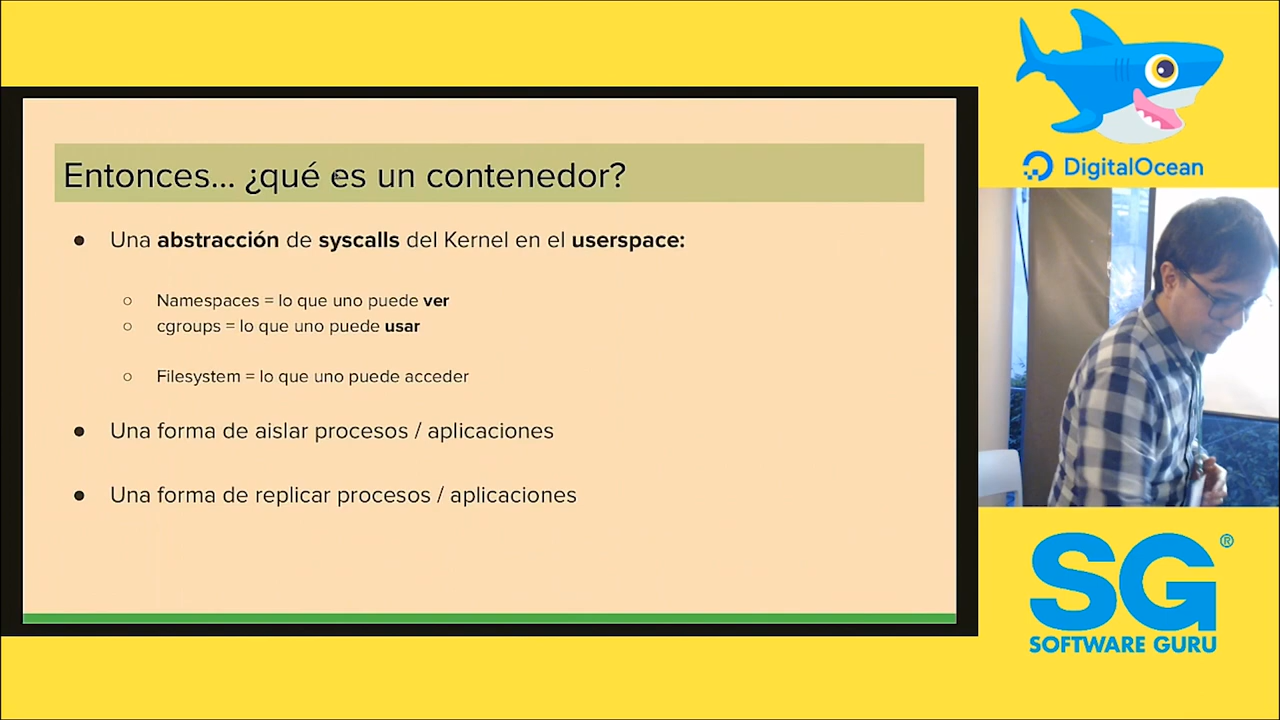 Entonces... ¿qué es un contenedor?
● Una abstracción de syscalls del Kernel en el userspace:
○ Namespaces = lo que uno puede ver
○ cgroups = lo que uno puede usar
○ Filesystem = lo que uno puede acceder
● Una forma de aislar procesos / aplicaciones
● Una forma de replicar procesos / aplicaciones
DigitalOcean
SG®
SOFTWARE GURU